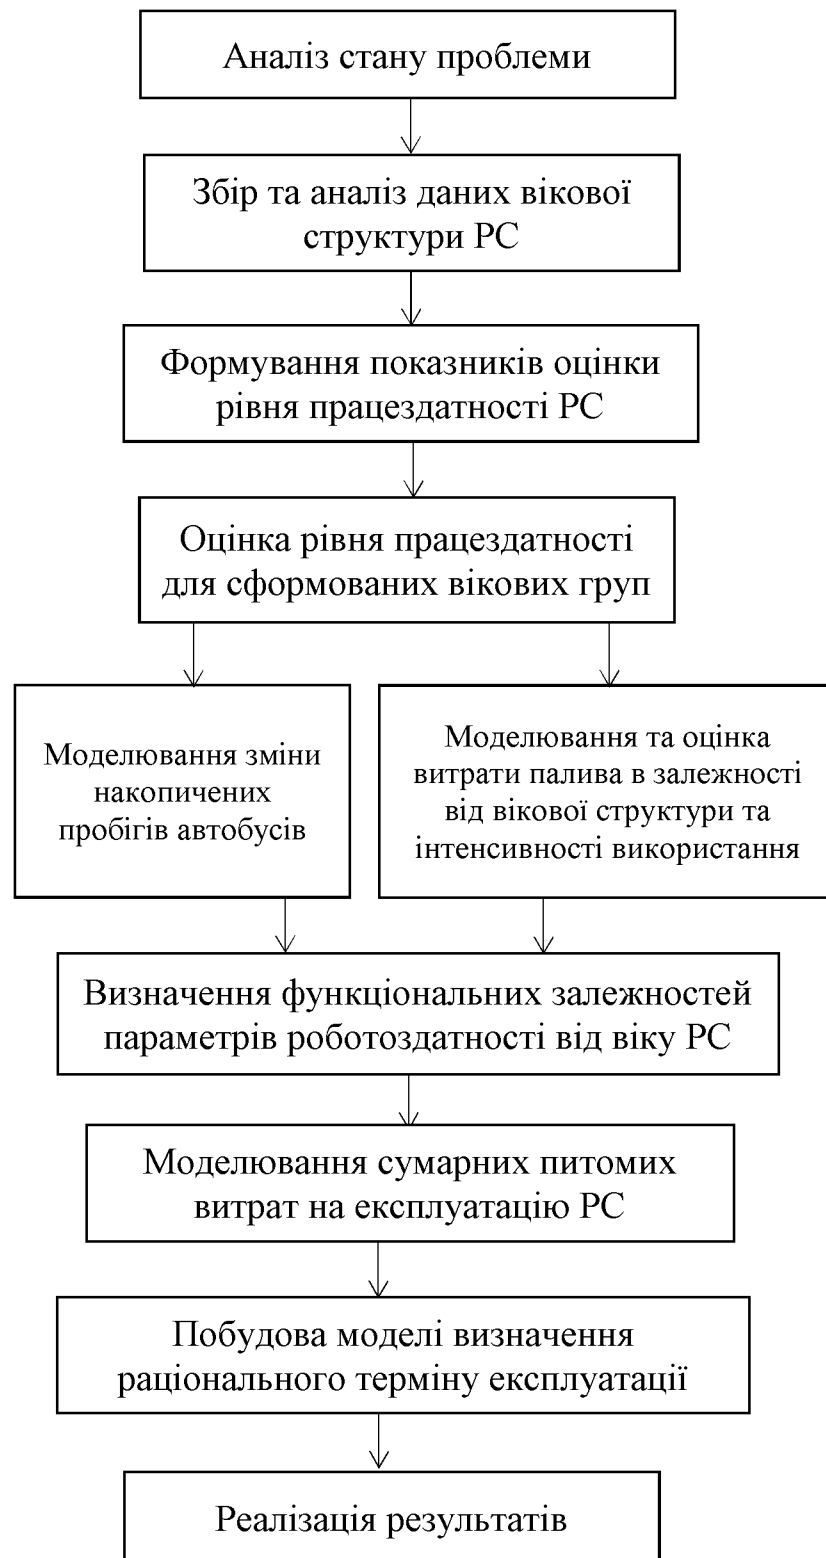 Аналіз стану проблеми
Збір та аналіз даних вікової
структури РС
Формування показників оцінки
рівня працездатності РС
Оцінка рівня працездатності
для сформованих вікових груп
Моделювання зміни
накопичених
пробігів автобусів
Моделювання та оцінка
витрати палива в залежності
від вікової структури та
інтенсивності використання
Визначення функціональних залежностей
параметрів роботоздатності від віку РС
Моделювання сумарних питомих
витрат на експлуатацію РС
Побудова моделі визначення
раціонального терміну експлуатації
Реалізація результатів